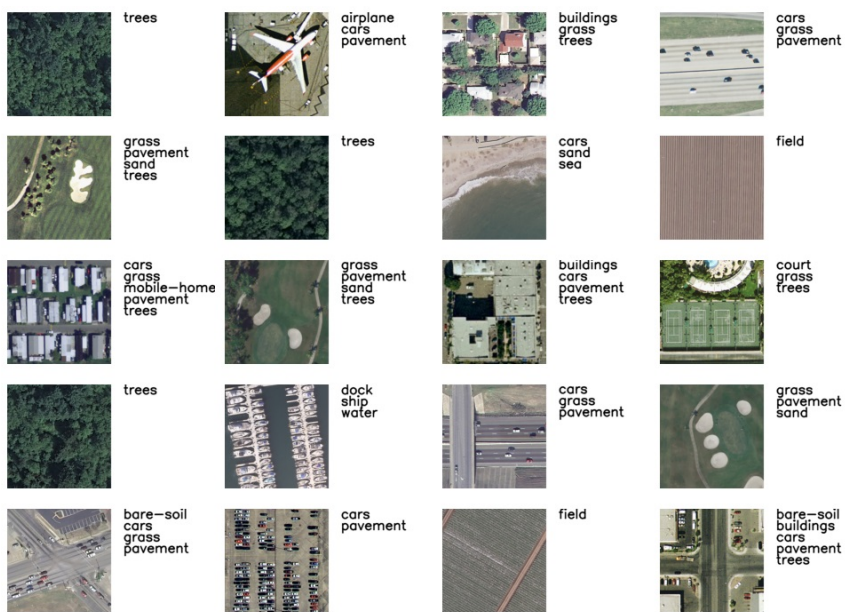 trees
airplane
cars
pavement
buildings
grass
trees
cars
grass
pavement
grass
pavement
sand
trees
trees
cars
sand
sea
field
cars
grass
mobile-home
pavement
trees
grass
pavement
sand
trees
buildings
cars
pavement
trees
court
grass
trees
trees
dock
ship
water
cars
grass
pavement
grass
pavement
sand
bare-soil
cars
grass
pavement
cars
pavement
field
bare-soil
buildings
cars
pavement
trees